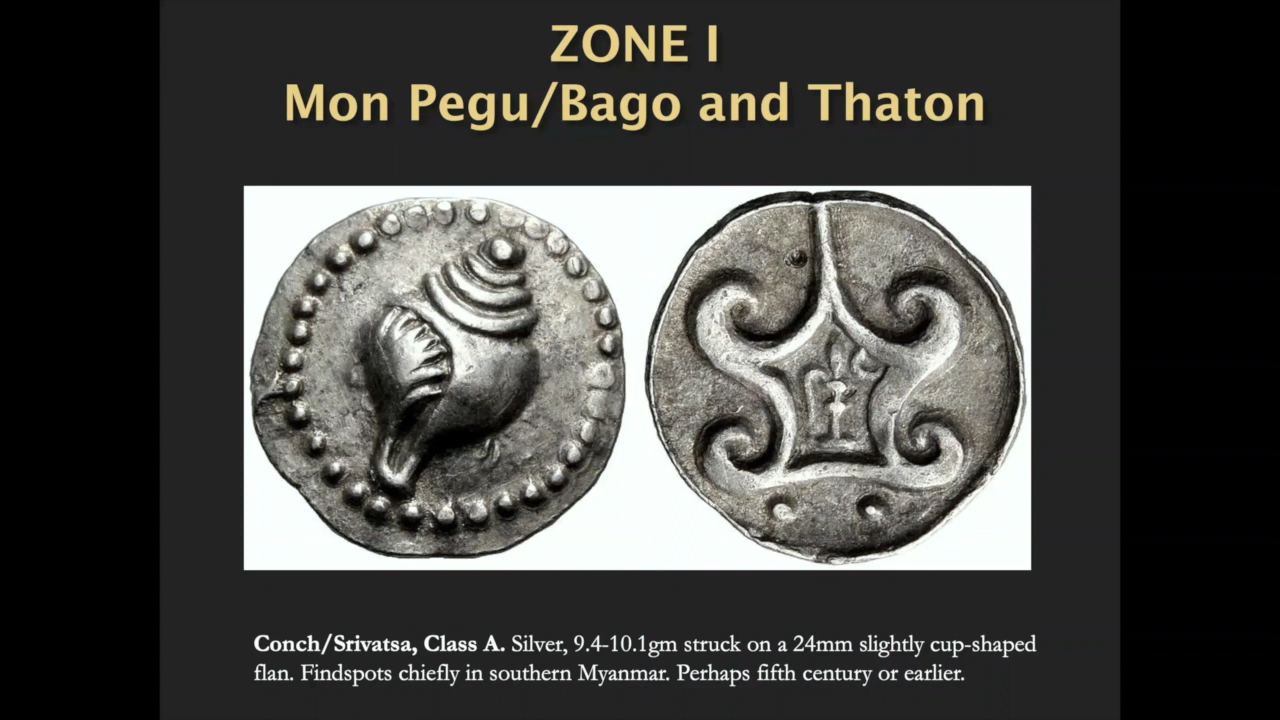 ZONE I
Mon Pegu/Bago and Thaton
Conch/Srivatsa, Class A. Silver, 9.4-10.1gm struck on a 24mm slightly cup-shaped
flan. Findspots chiefly in southern Myanmar. Perhaps fifth century or earlier.